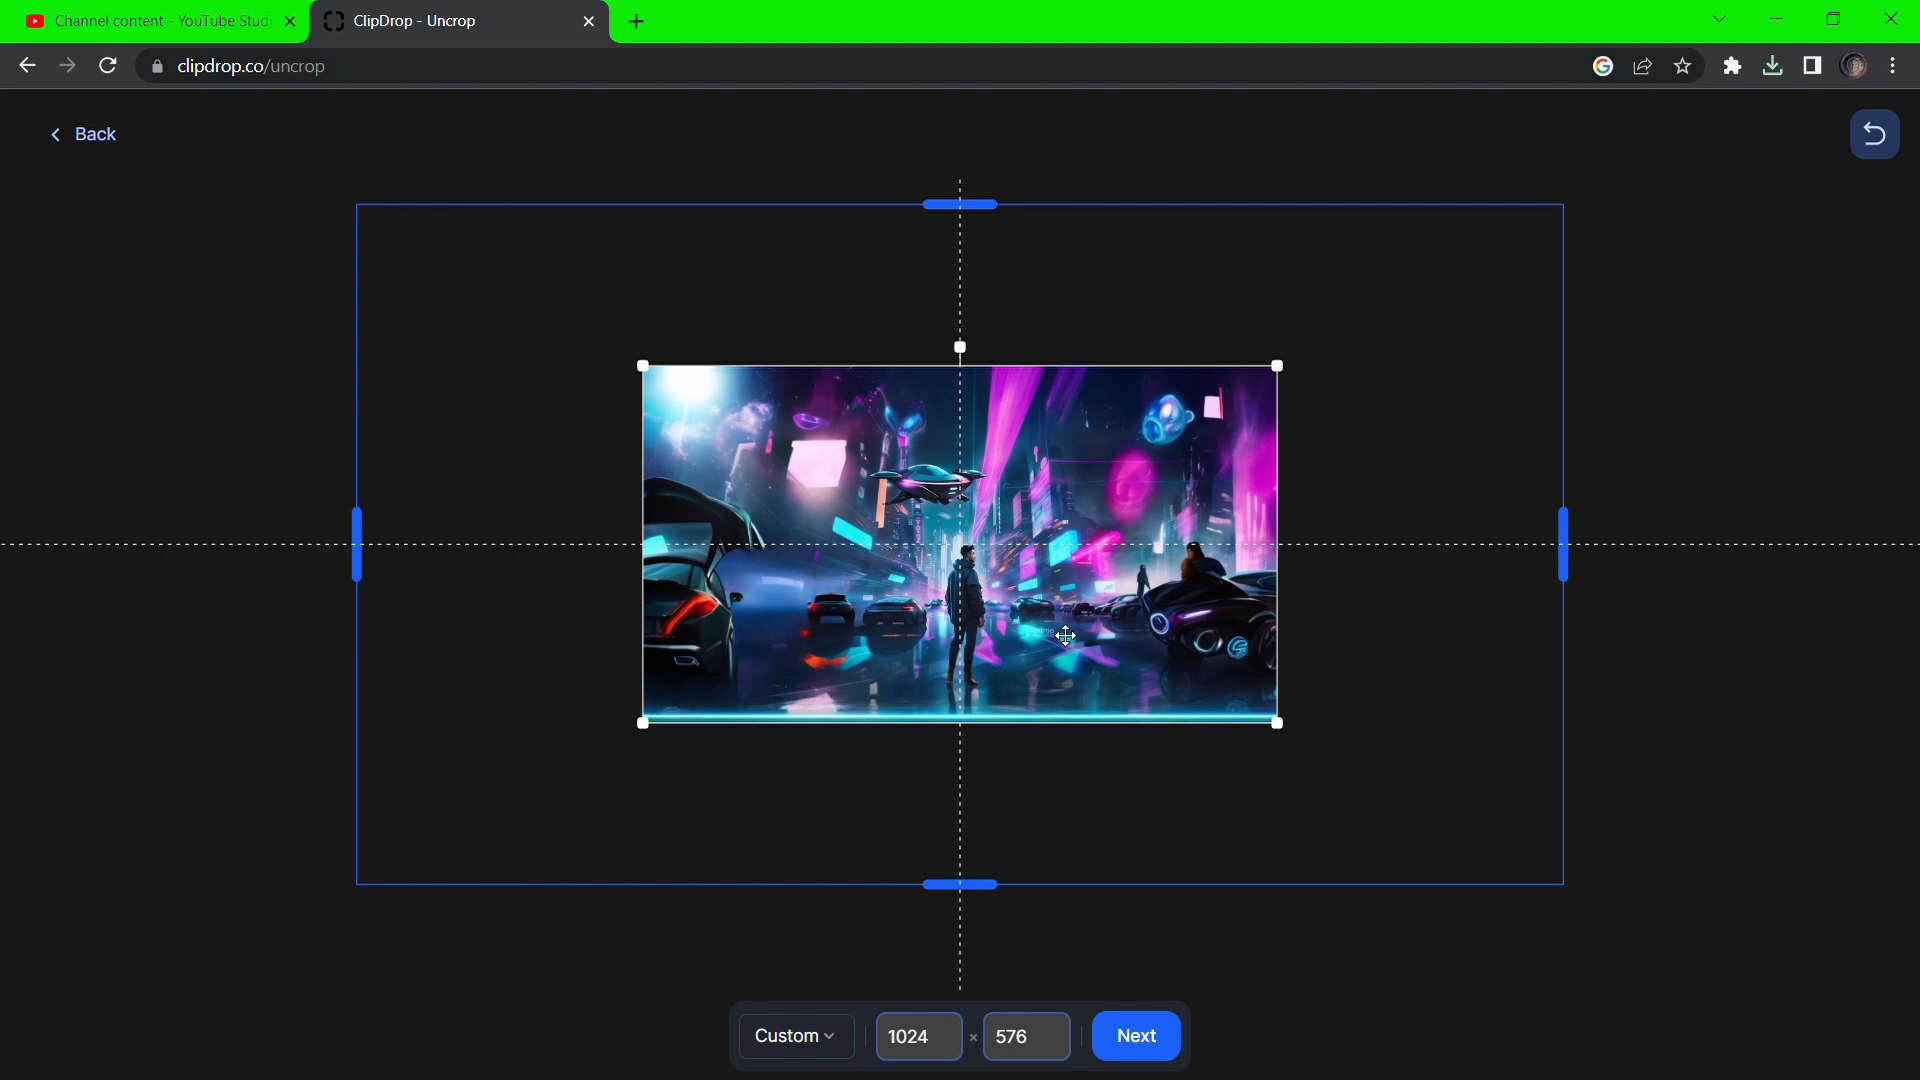 Channel content - YouTube Studi
ClipDrop - Uncrop
clipdrop.co/uncrop
Back
Custom
1024 × 576
Next